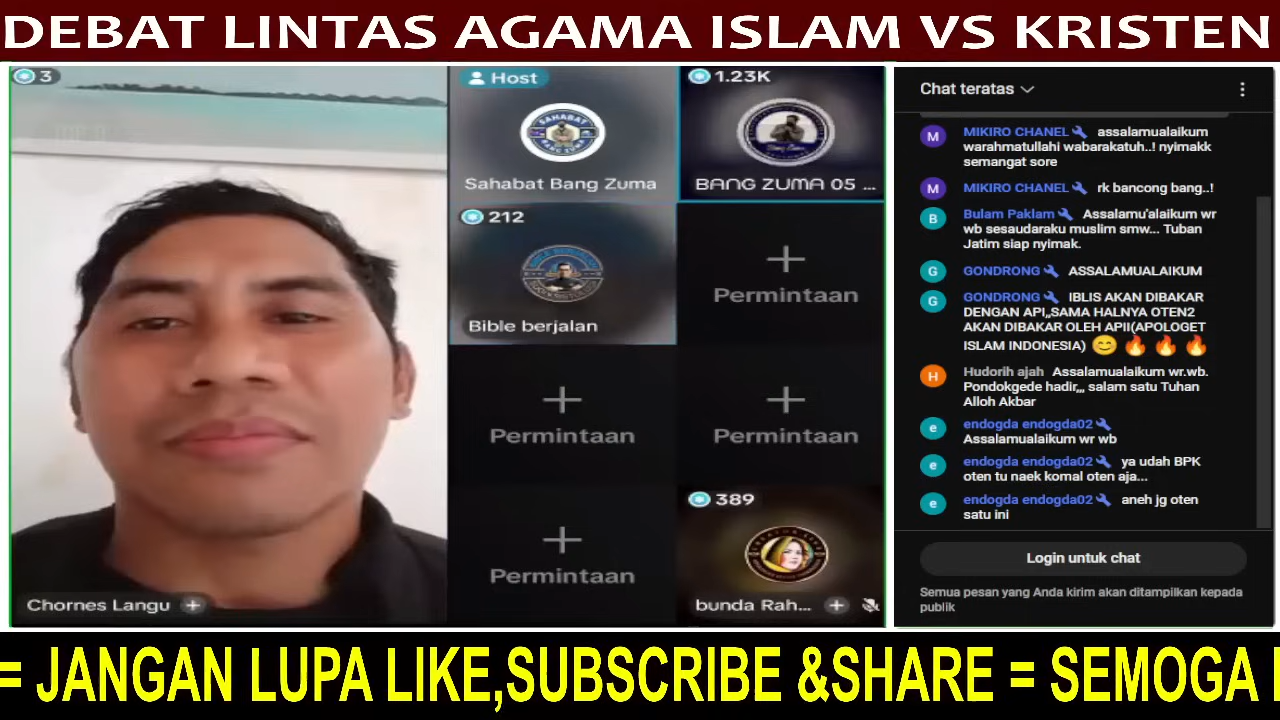 DEBAT LINTAS AGAMA ISLAM VS KRISTEN
3
Chornes Langu +
Host
Sahabat Bang Zuma
1.23K
BANG ZUMA 05 ...
212
Bible berjalan
Permintaan
Permintaan
Permintaan
Permintaan
389
bunda Rah... +
Chat teratas
MIKIRO CHANEL assalamualaikum
warahmatullahi wabarakatuh..! nyimakk
semangat sore
MIKIRO CHANEL rk bancong bang..!
Bulam Paklam Assalamu'alaikum wr
wb sesaudaraku muslim smw... Tuban
Jatim siap nyimak.
GONDRONG ASSALAMUALAIKUM
GONDRONG IBLIS AKAN DIBAKAR
DENGAN API,,SAMA HALNYA OTEN2
AKAN DIBAKAR OLEH APII(APOLOGET
ISLAM INDONESIA) 😊 🔥 🔥 🔥
Hudorih ajah Assalamualaikum wr.wb.
Pondokgede hadir,,, salam satu Tuhan
Alloh Akbar
endogda endogda02
Assalamualaikum wr wb
endogda endogda02 ya udah BPK
oten tu naek komal oten aja...
endogda endogda02 aneh jg oten
satu ini
Login untuk chat
Semua pesan yang Anda kirim akan ditampilkan kepada
publik
= JANGAN LUPA LIKE,SUBSCRIBE &SHARE = SEMOGA